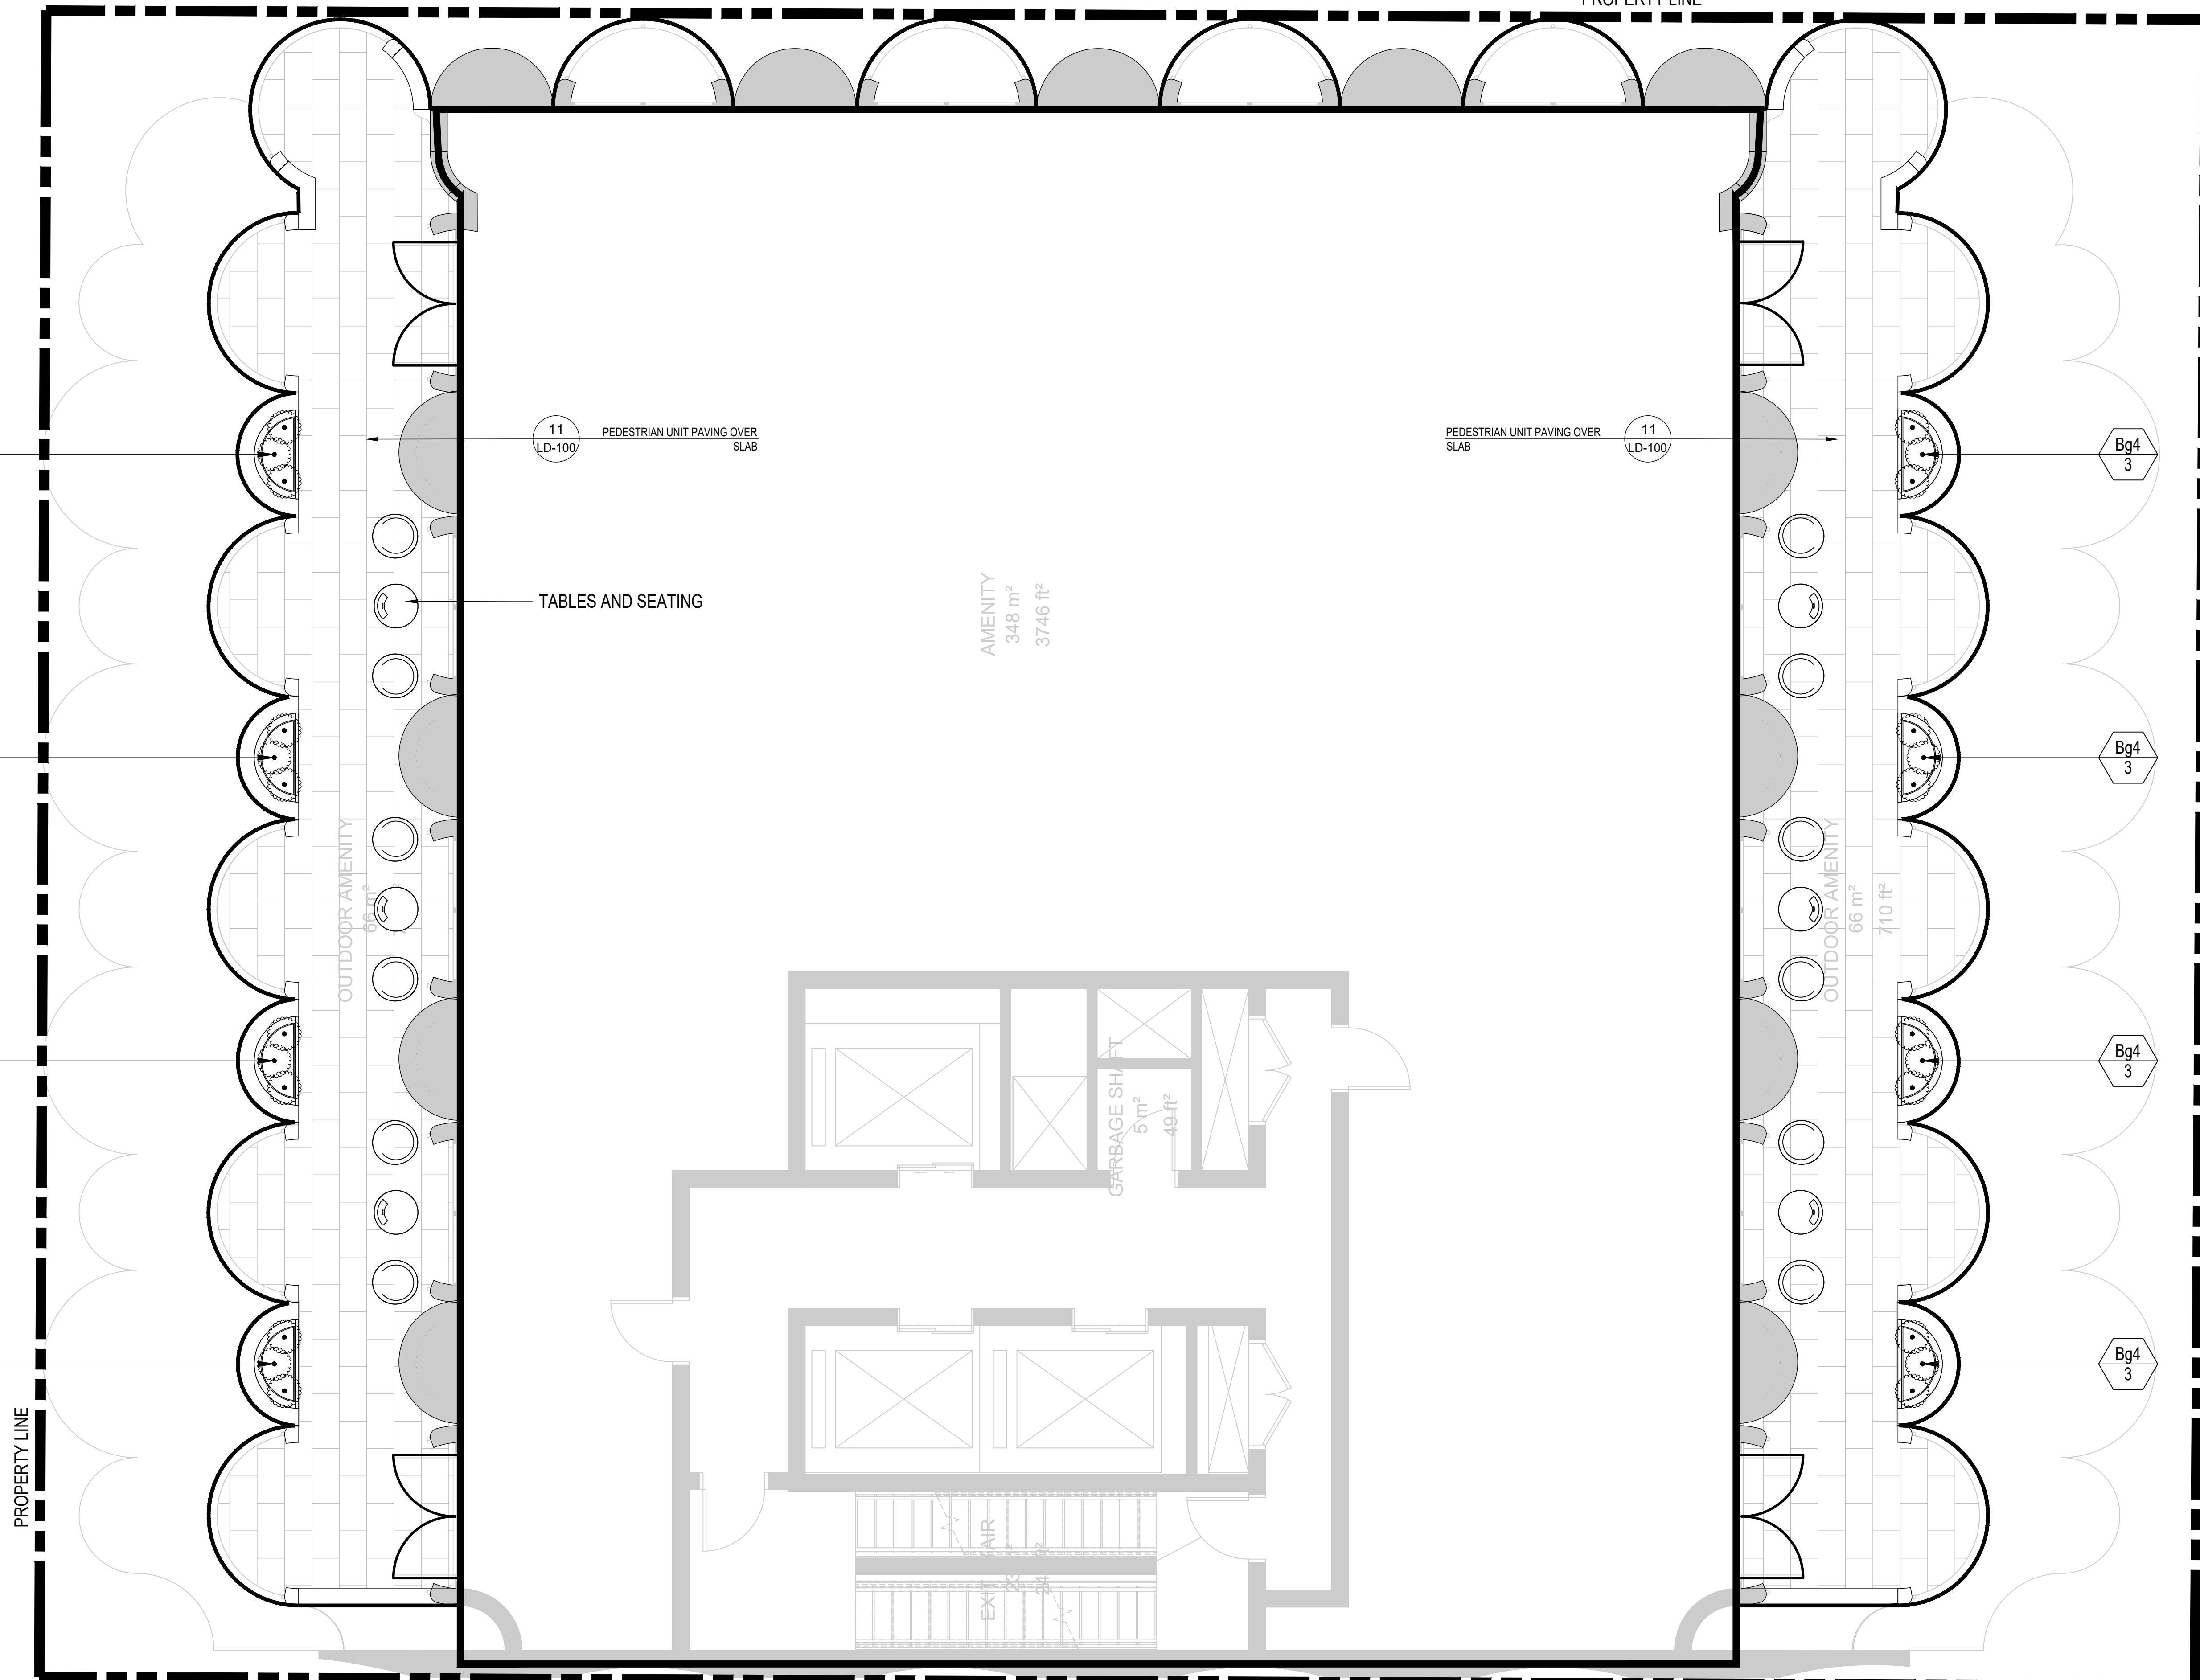 PROPERTY LINE
11
LD-100
PEDESTRIAN UNIT PAVING OVER
SLAB
PEDESTRIAN UNIT PAVING OVER
SLAB
11
LD-100
Bg4
3
TABLES AND SEATING
AMENITY
348 m²
3746 ft²
Bg4
3
OUTDOOR AMENITY
66 m²
OUTDOOR AMENITY
66 m²
710 ft²
GARBAGE SHAFT
5 m²
49 ft²
Bg4
3
Bg4
3
PROPERTY LINE
EXIT